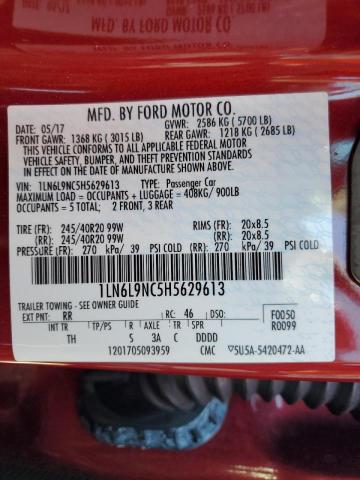 MFD. BY FORD MOTOR CO.
DATE: 05/17 GVWR: 2586 KG ( 5700 LB)
FRONT GAWR: 1368 KG ( 3015 LB) REAR GAWR: 1218 KG ( 2685 LB)
THIS VEHICLE CONFORMS TO ALL APPLICABLE FEDERAL MOTOR
VEHICLE SAFETY, BUMPER, AND THEFT PREVENTION STANDARDS
IN EFFECT ON THE DATE OF MANUFACTURE SHOWN ABOVE.
VIN: 1LN6L9NC5H5629613 TYPE: Passenger Car
MAXIMUM LOAD = OCCUPANTS + LUGGAGE = 408KG/ 900LB
OCCUPANTS = 5 TOTAL: 2 FRONT, 3 REAR
TIRE (FR): 245/40R20 99W RIMS (FR): 20x8.5
(RR): 245/40R20 99W (RR): 20x8.5
PRESSURE (FR): 270 kPa/ 39 PSI COLD (RR): 270 kPa/ 39 PSI COLD
1LN6L9NC5H5629613
TRAILER TOWING - SEE OWNER GUIDE
EXT PNT: RR RC: 46 DSO: F0050
INT TR TP/PS R AXLE TR SPR R0099
TH S 3A C DDDD
1201705093959 CMC 5U5A-5420472-AA